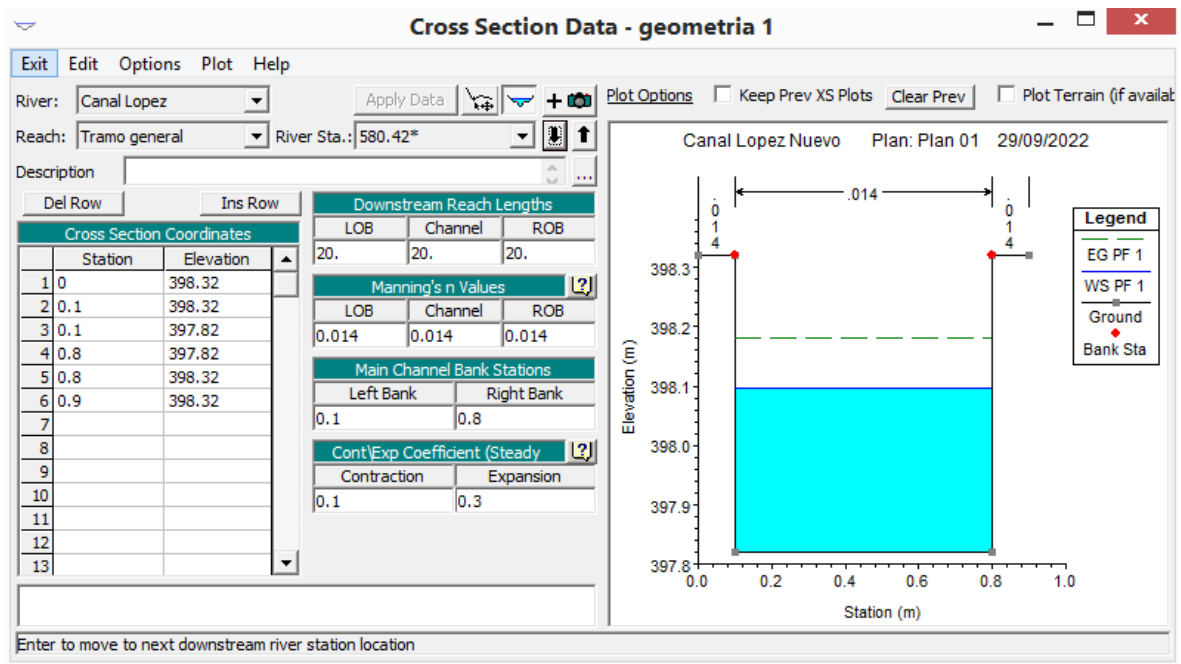 Cross Section Data - geometria 1
Exit Edit Options Plot Help
River: Canal Lopez Apply Data
Plot Options Keep Prev XS Plots Clear Prev Plot Terrain (if availab
Reach: Tramo general River Sta.: 580.42*
Description ...
Del Row Ins Row
Cross Section Coordinates
Station Elevation
1 0 398.32
2 0.1 398.32
3 0.1 397.82
4 0.8 397.82
5 0.8 398.32
6 0.9 398.32
7
8
9
10
11
12
13
Downstream Reach Lengths
LOB Channel ROB
20. 20. 20.
Manning's n Values
LOB Channel ROB
0.014 0.014 0.014
Main Channel Bank Stations
Left Bank Right Bank
0.1 0.8
Cont\Exp Coefficient (Steady
Contraction Expansion
0.1 0.3
Canal Lopez Nuevo Plan: Plan 01 29/09/2022
.014
.014
.014
Legend
EG PF 1
WS PF 1
Ground
Bank Sta
398.3
398.2
398.1
398.0
397.9
397.8
Elevation (m)
0.0 0.2 0.4 0.6 0.8 1.0
Station (m)
Enter to move to next downstream river station location